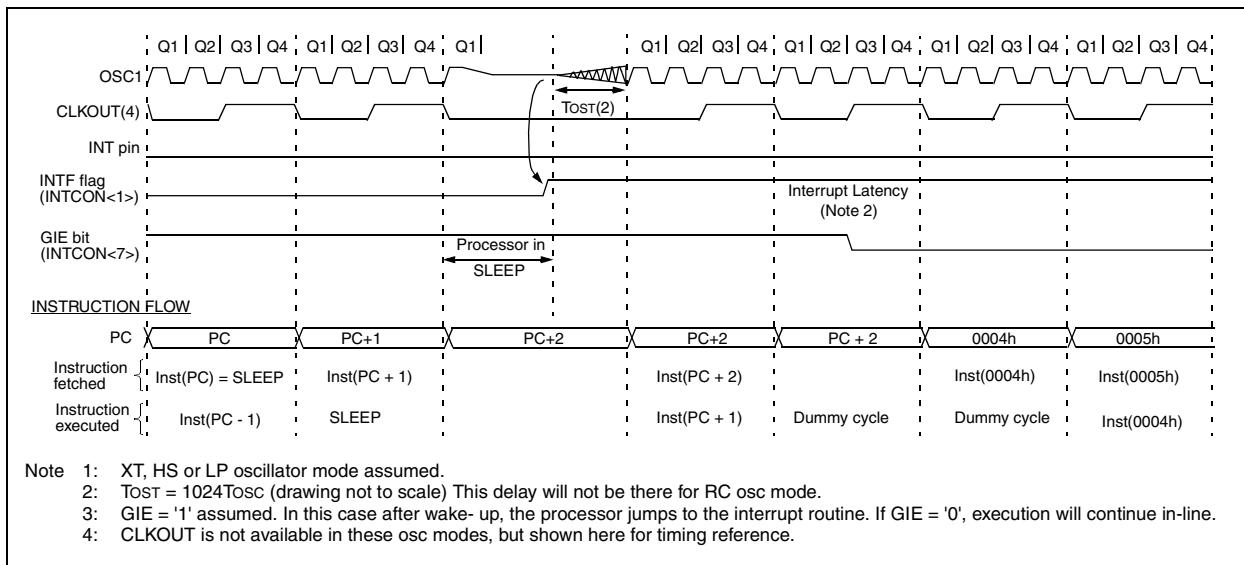 Q1 Q2 Q3 Q4 Q1 Q2 Q3 Q4 Q1 Q1 Q2 Q3 Q4 Q1 Q2 Q3 Q4 Q1 Q2 Q3 Q4 Q1 Q2 Q3 Q4
OSC1
TOST(2)
CLKOUT(4)
INT pin
INTF flag
(INTCON<1>)
Interrupt Latency
(Note 2)
GIE bit
(INTCON<7>)
Processor in
SLEEP
INSTRUCTION FLOW
PC PC PC+1 PC+2 PC+2 PC + 2 0004h 0005h
Instruction
fetched
Inst(PC) = SLEEP Inst(PC + 1) Inst(PC + 2) Inst(0004h) Inst(0005h)
Instruction
executed
Inst(PC - 1) SLEEP Inst(PC + 1) Dummy cycle Dummy cycle Inst(0004h)
Note 1: XT, HS or LP oscillator mode assumed.
2: TOST = 1024TOSC (drawing not to scale) This delay will not be there for RC osc mode.
3: GIE = '1' assumed. In this case after wake- up, the processor jumps to the interrupt routine. If GIE = '0', execution will continue in-line.
4: CLKOUT is not available in these osc modes, but shown here for timing reference.